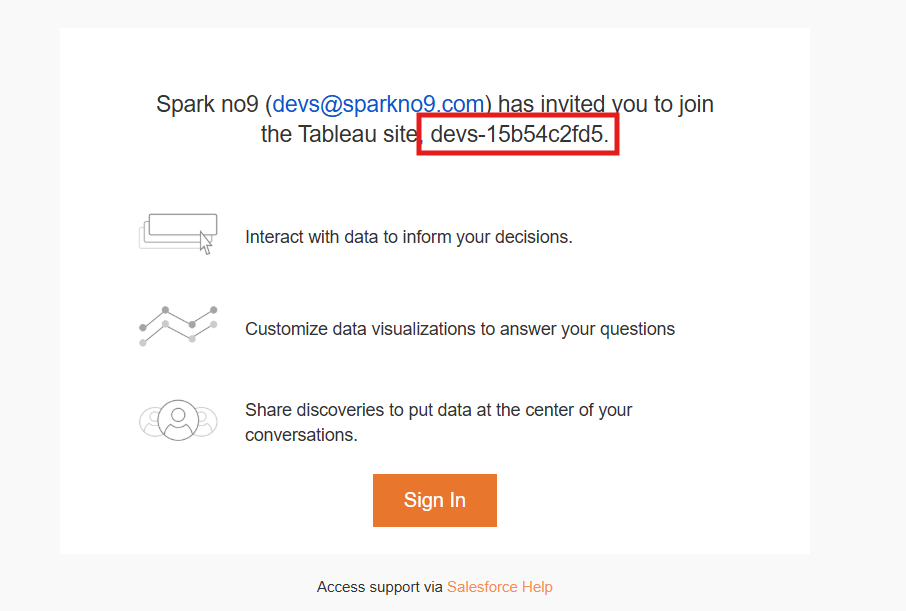 Spark no9 (devs@sparkno9.com) has invited you to join
the Tableau site, devs-15b54c2fd5.
Interact with data to inform your decisions.
Customize data visualizations to answer your questions
Share discoveries to put data at the center of your
conversations.
Sign In
Access support via Salesforce Help